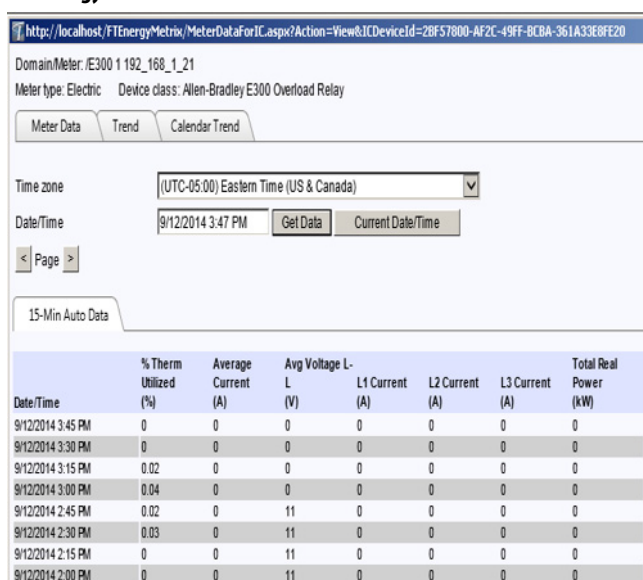 http://localhost/FTEnergyMetrix/MeterDataForIC.aspx?Action=View&ICDeviceId=28F57800-AF2C-49FF-BCBA-361A33E8FE20
Domain/Meter: /E300 1 192_168_1_21
Meter type: Electric Device class: Allen-Bradley E300 Overload Relay
Meter Data Trend Calendar Trend
Time zone (UTC-05:00) Eastern Time (US & Canada)
Date/Time 9/12/2014 3:47 PM Get Data Current Date/Time
< Page >
15-Min Auto Data
% Therm Average Avg Voltage L- Total Real
Utilized Current L L1 Current L2 Current L3 Current Power
Date/Time (%) (A) (V) (A) (A) (A) (kW)
9/12/2014 3:45 PM 0 0 0 0 0 0 0
9/12/2014 3:30 PM 0 0 0 0 0 0 0
9/12/2014 3:15 PM 0.02 0 0 0 0 0 0
9/12/2014 3:00 PM 0.04 0 0 0 0 0 0
9/12/2014 2:45 PM 0.02 0 11 0 0 0 0
9/12/2014 2:30 PM 0.03 0 11 0 0 0 0
9/12/2014 2:15 PM 0 0 11 0 0 0 0
9/12/2014 2:00 PM 0 0 11 0 0 0 0